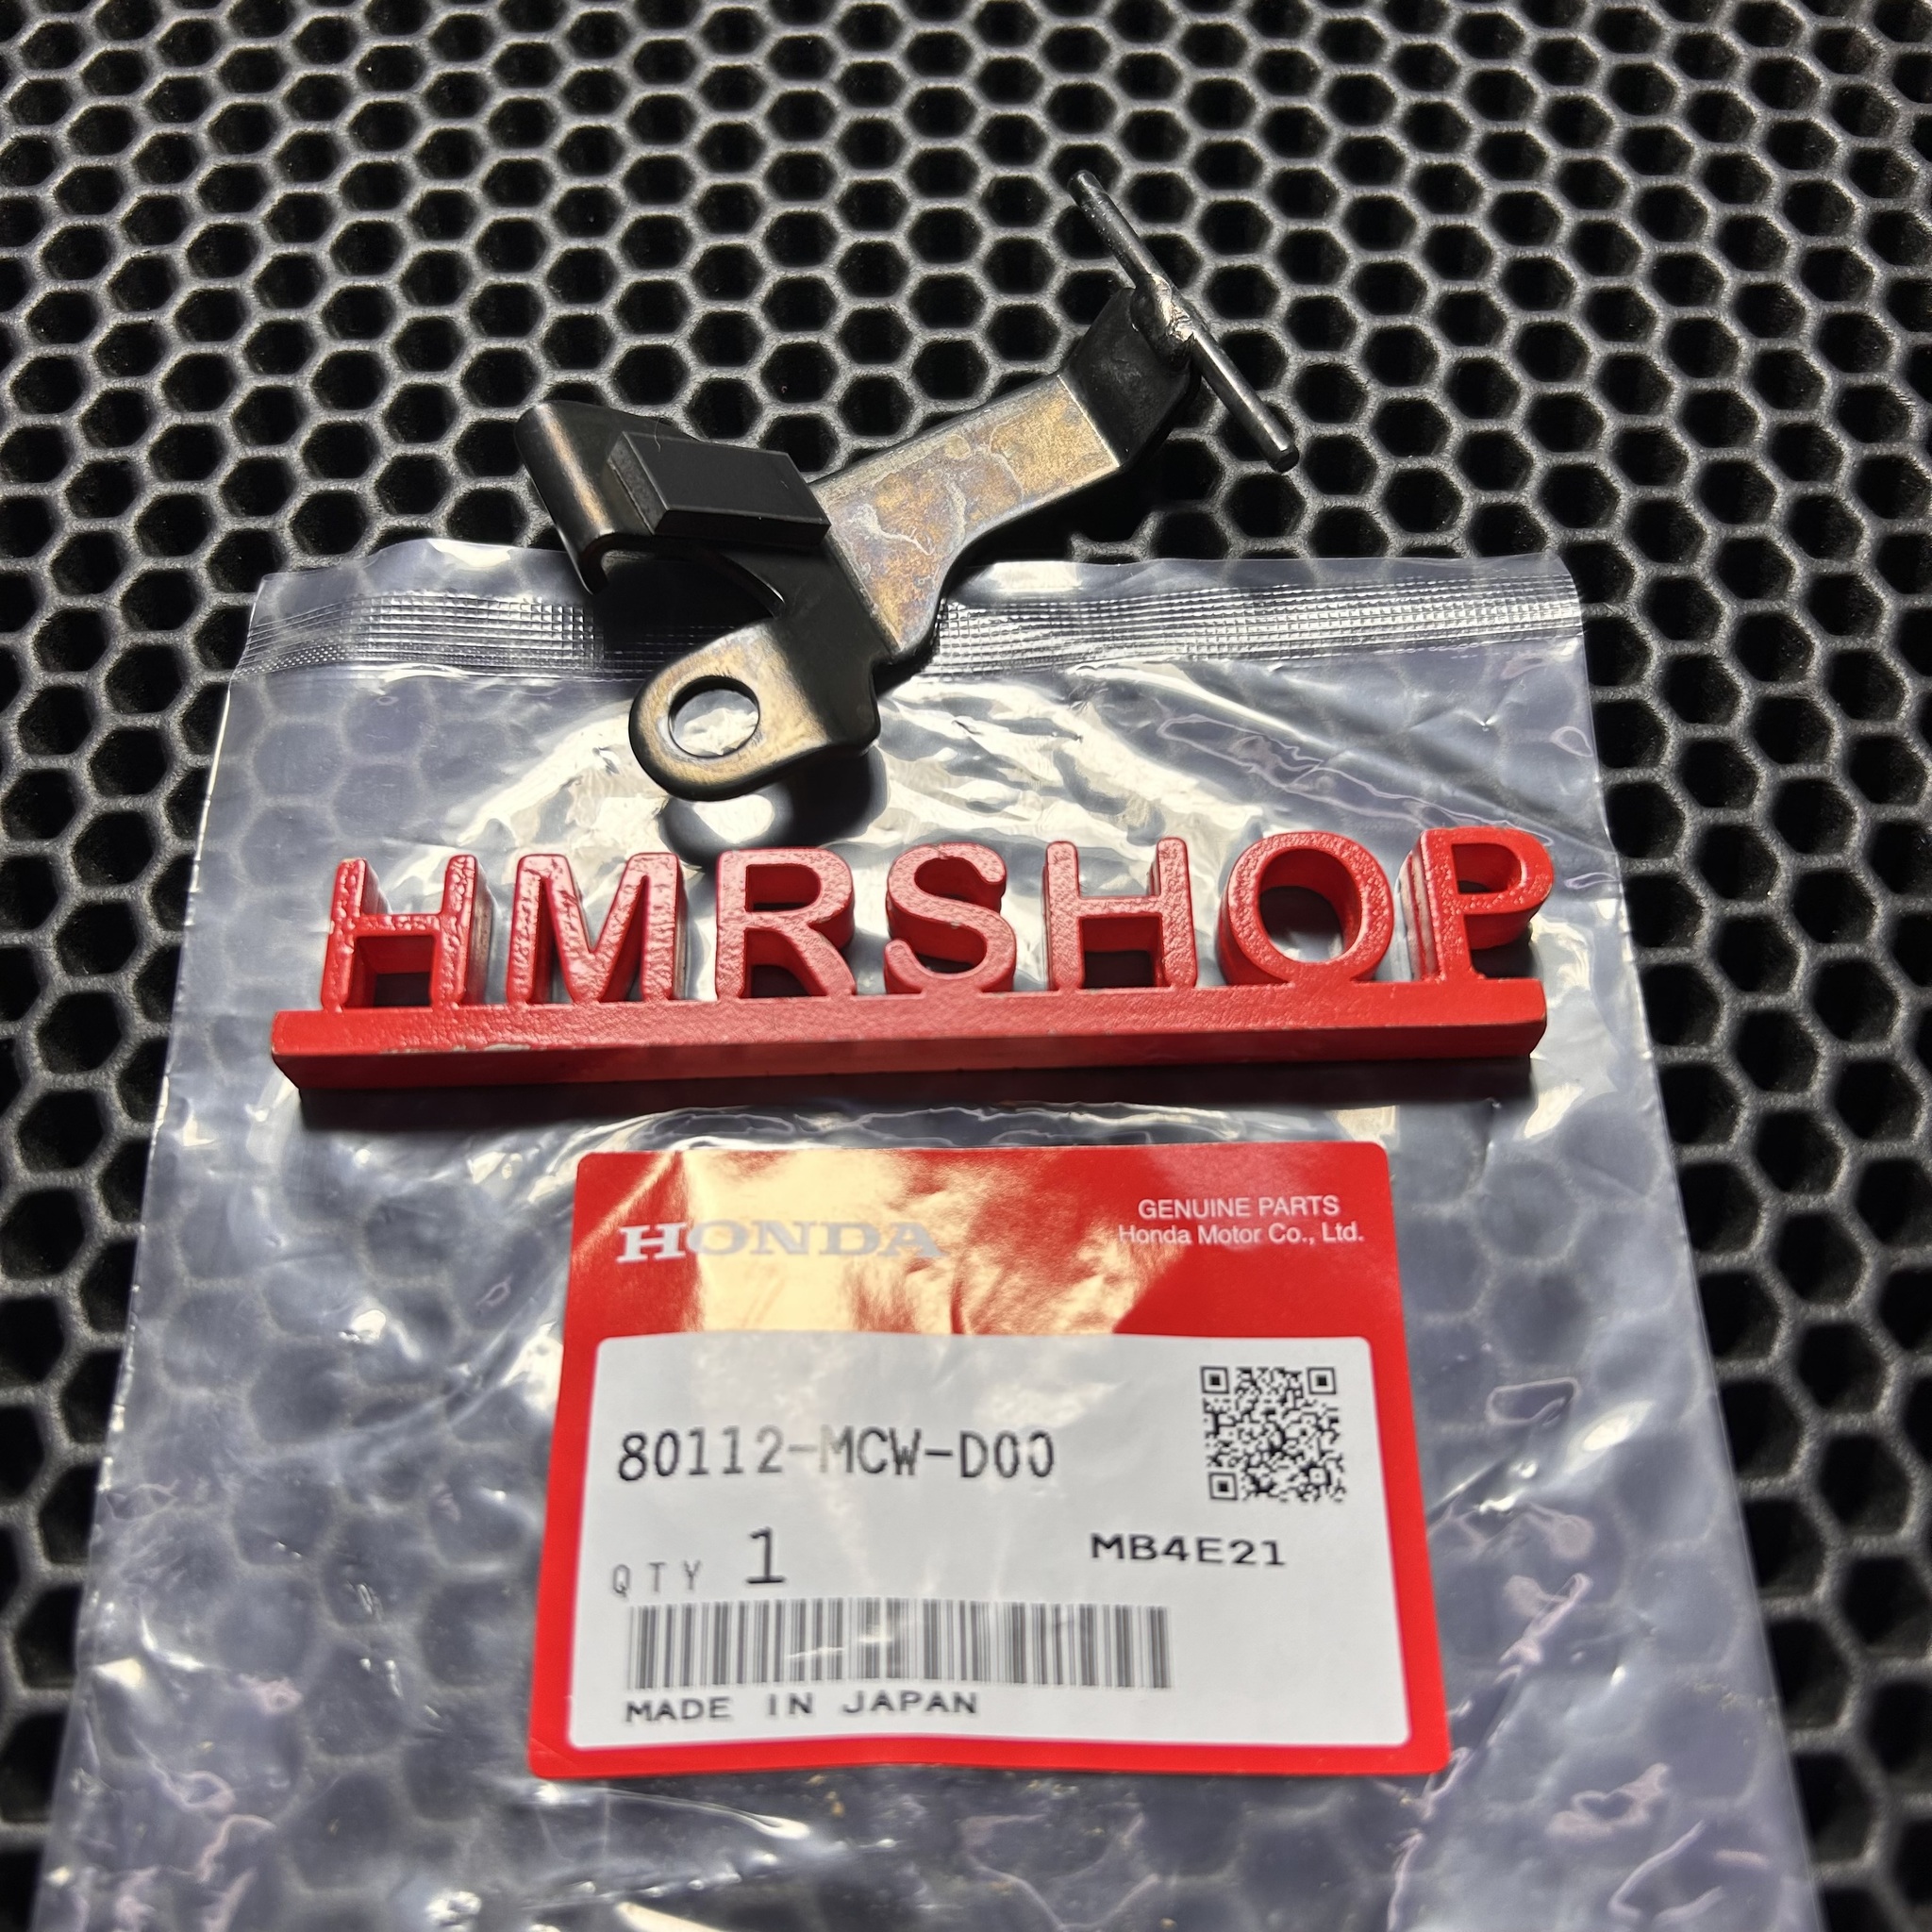 HMRSHOP
HONDA
GENUINE PARTS
Honda Motor Co., Ltd.
80112-MCW-D00
QTY 1
MB4E21
MADE IN JAPAN